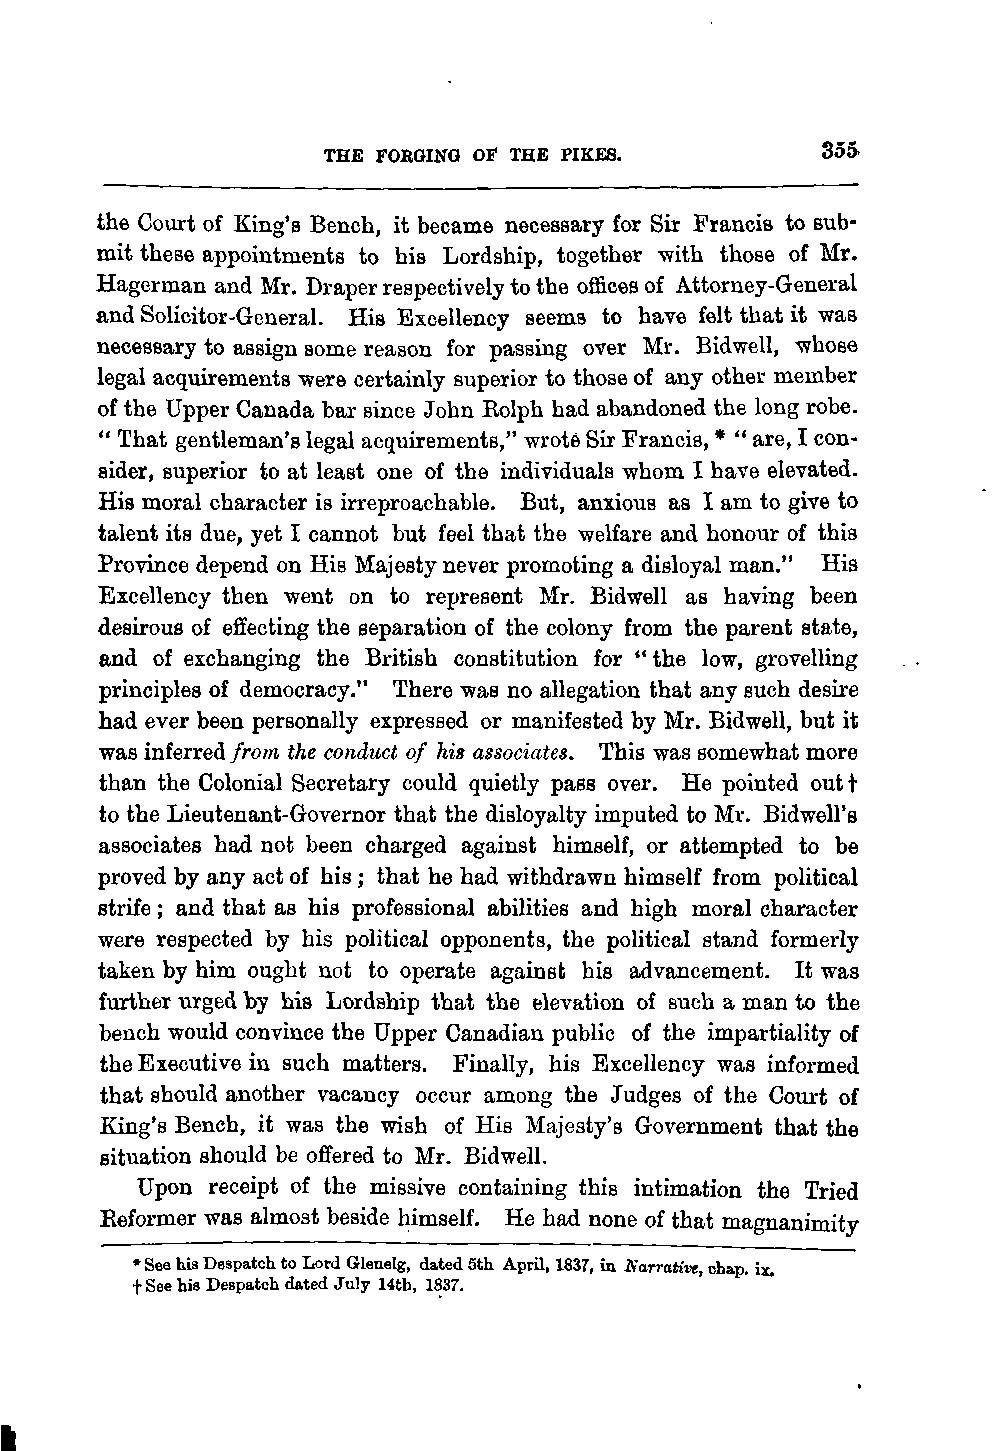 THE FORGING OF THE PIKES. 355
the Court of King's Bench, it became necessary for Sir Francis to sub-
mit these appointments to his Lordship, together with those of Mr.
Hagerman and Mr. Draper respectively to the offices of Attorney-General
and Solicitor-General. His Excellency seems to have felt that it was
necessary to assign some reason for passing over Mr. Bidwell, whose
legal acquirements were certainly superior to those of any other member
of the Upper Canada bar since John Rolph had abandoned the long robe.
" That gentleman's legal acquirements," wrote Sir Francis, * " are, I con-
sider, superior to at least one of the individuals whom I have elevated.
His moral character is irreproachable. But, anxious as I am to give to
talent its due, yet I cannot but feel that the welfare and honour of this
Province depend on His Majesty never promoting a disloyal man." His
Excellency then went on to represent Mr. Bidwell as having been
desirous of effecting the separation of the colony from the parent state,
and of exchanging the British constitution for " the low, grovelling
principles of democracy." There was no allegation that any such desire
had ever been personally expressed or manifested by Mr. Bidwell, but it
was inferred from the conduct of his associates. This was somewhat more
than the Colonial Secretary could quietly pass over. He pointed out †
to the Lieutenant-Governor that the disloyalty imputed to Mr. Bidwell's
associates had not been charged against himself, or attempted to be
proved by any act of his ; that he had withdrawn himself from political
strife ; and that as his professional abilities and high moral character
were respected by his political opponents, the political stand formerly
taken by him ought not to operate against his advancement. It was
further urged by his Lordship that the elevation of such a man to the
bench would convince the Upper Canadian public of the impartiality of
the Executive in such matters. Finally, his Excellency was informed
that should another vacancy occur among the Judges of the Court of
King's Bench, it was the wish of His Majesty's Government that the
situation should be offered to Mr. Bidwell.
Upon receipt of the missive containing this intimation the Tried
Reformer was almost beside himself. He had none of that magnanimity
* See his Despatch to Lord Glenelg, dated 5th April, 1837, in Narrative, chap. ix.
† See his Despatch dated July 14th, 1837.